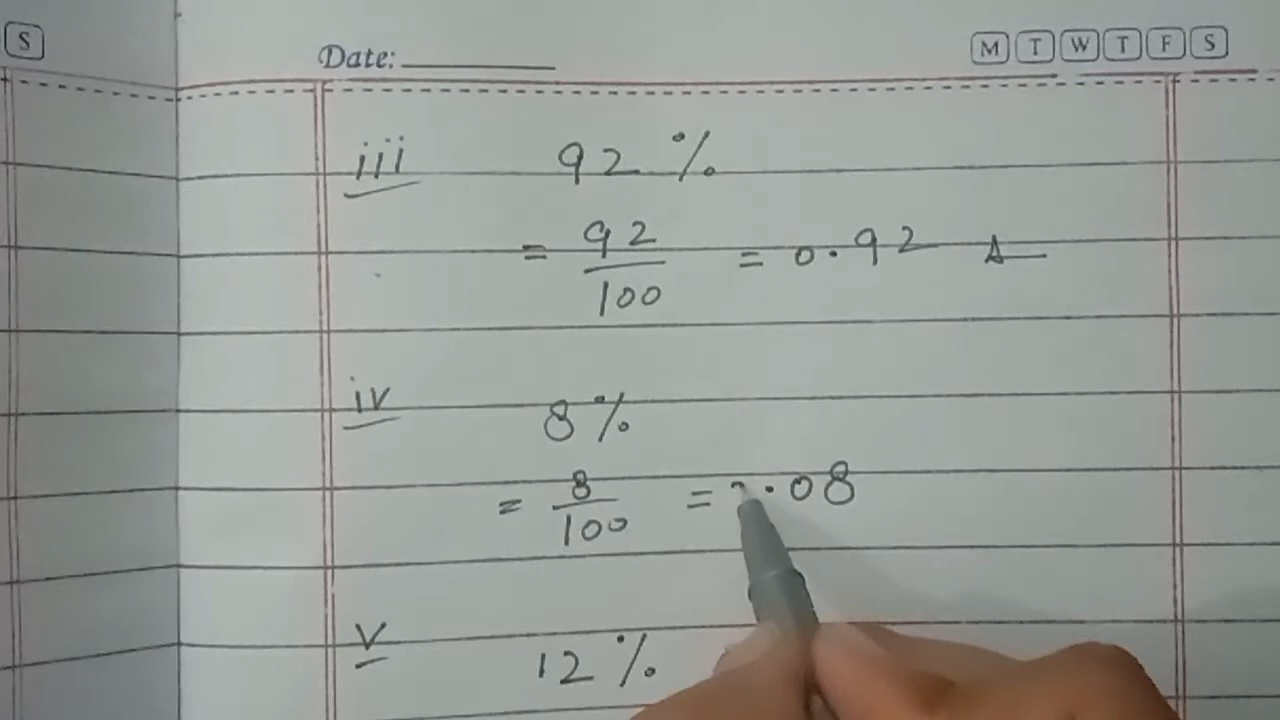 S
Date:
M T W T F S
iii 92 %
= 92/100 = 0.92
iv 8 %
= 8/100 = .08
v 12 %